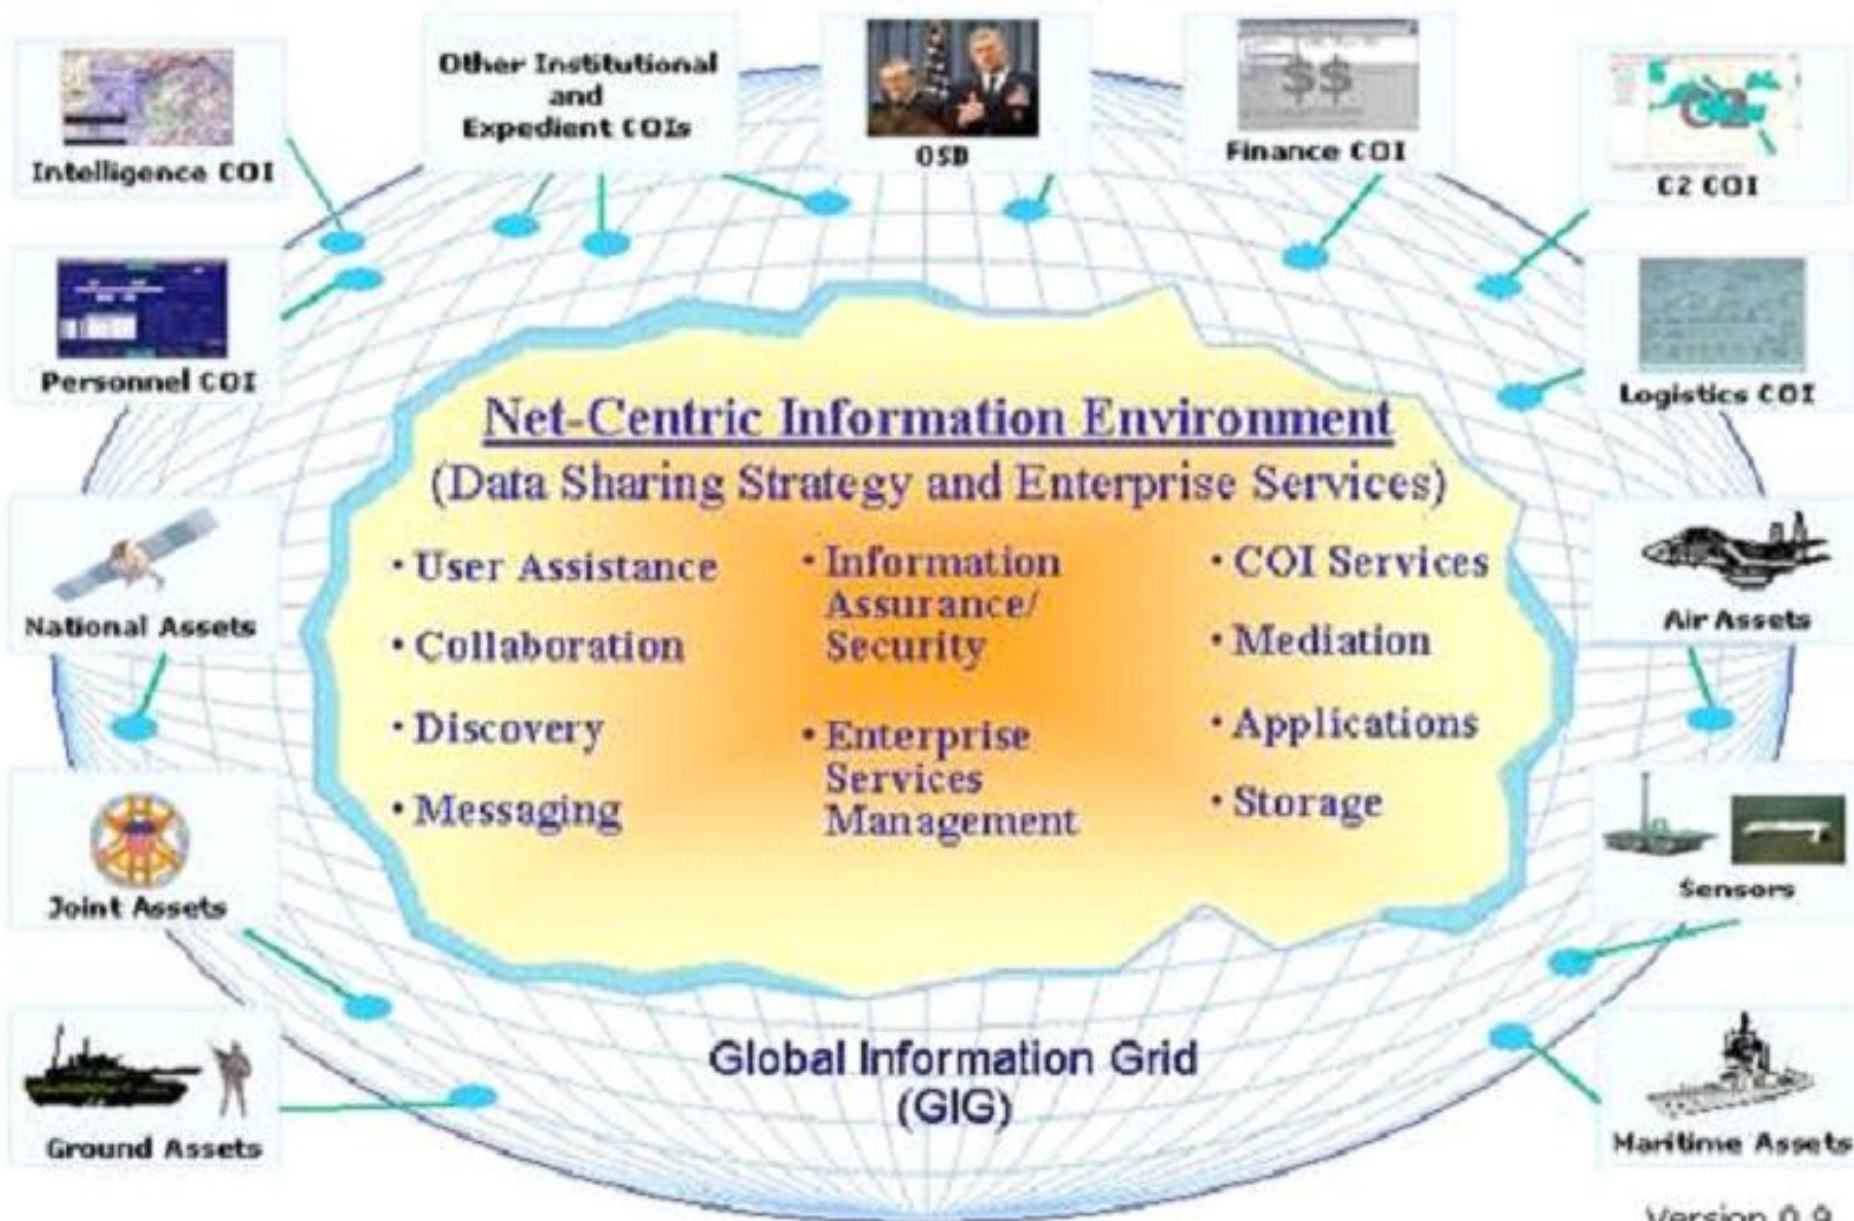 Other Institutional
and
Expedient COIs
Intelligence COI
OSD
$$
Finance COI
C2
C2 COI
Personnel COI
Logistics COI
Net-Centric Information Environment
(Data Sharing Strategy and Enterprise Services)
• User Assistance
• Collaboration
• Discovery
• Messaging
• Information
Assurance/
Security
• Enterprise
Services
Management
• COI Services
• Mediation
• Applications
• Storage
National Assets
Air Assets
Joint Assets
Sensors
Ground Assets
Maritime Assets
Global Information Grid
(GIG)
Version 0.9